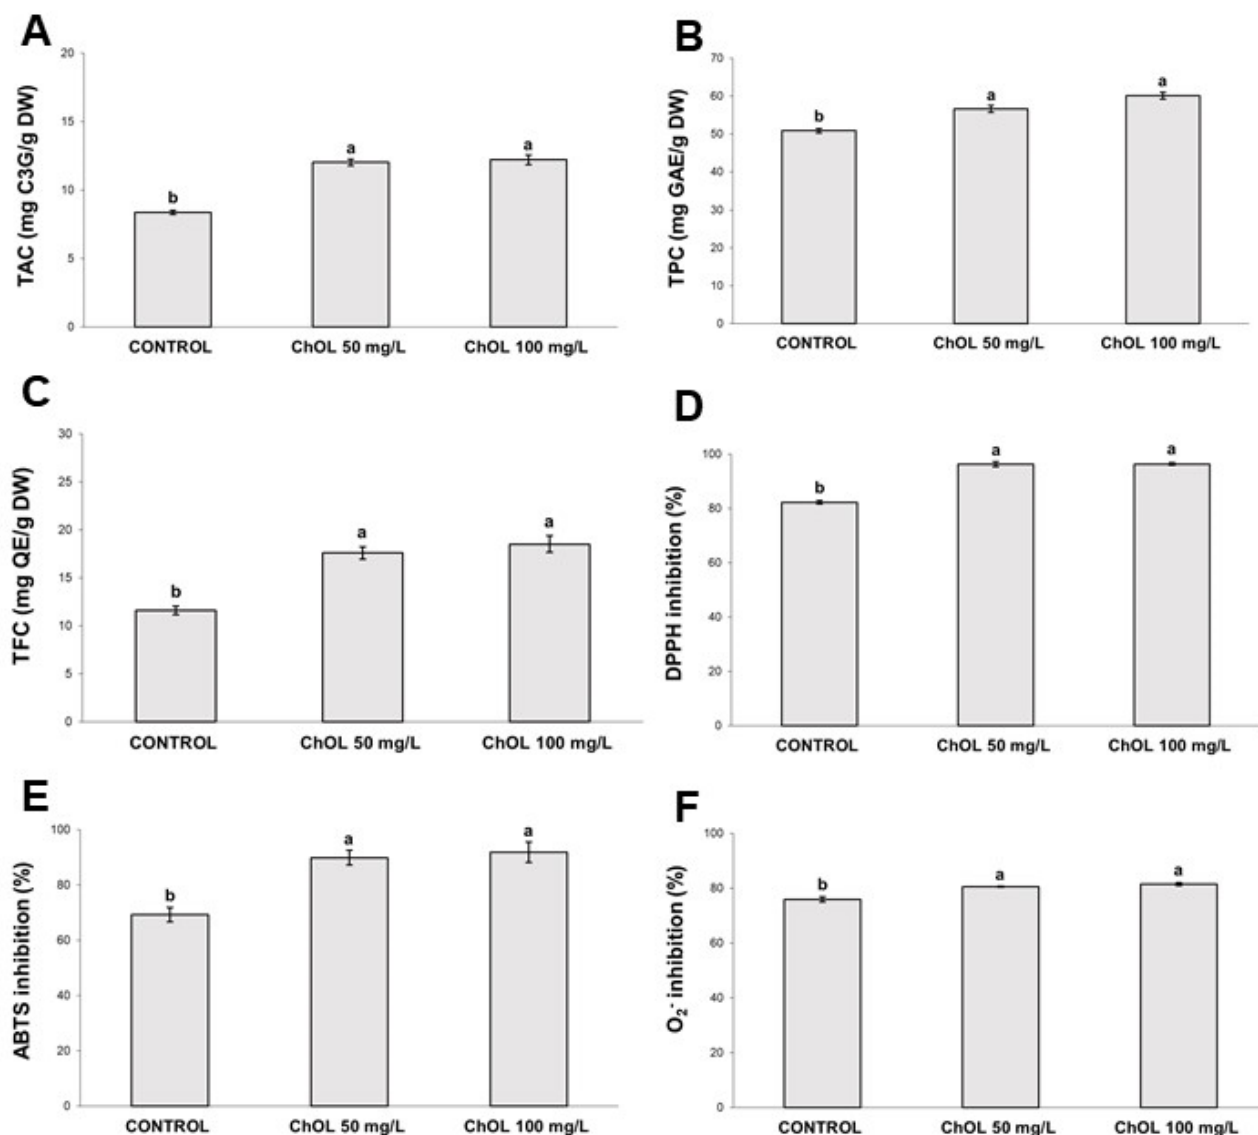 A
TAC (mg C3G/g DW)
20
15
10
5
0
b
a
a
CONTROL
ChOL 50 mg/L
ChOL 100 mg/L
B
TPC (mg GAE/g DW)
70
60
50
40
30
20
10
0
b
a
a
CONTROL
ChOL 50 mg/L
ChOL 100 mg/L
C
TFC (mg QE/g DW)
30
25
20
15
10
5
0
b
a
a
CONTROL
ChOL 50 mg/L
ChOL 100 mg/L
D
DPPH inhibition (%)
100
80
60
40
20
0
b
a
a
CONTROL
ChOL 50 mg/L
ChOL 100 mg/L
E
ABTS inhibition (%)
100
80
60
40
20
0
b
a
a
CONTROL
ChOL 50 mg/L
ChOL 100 mg/L
F
O₂⁻ inhibition (%)
100
80
60
40
20
0
b
a
a
CONTROL
ChOL 50 mg/L
ChOL 100 mg/L